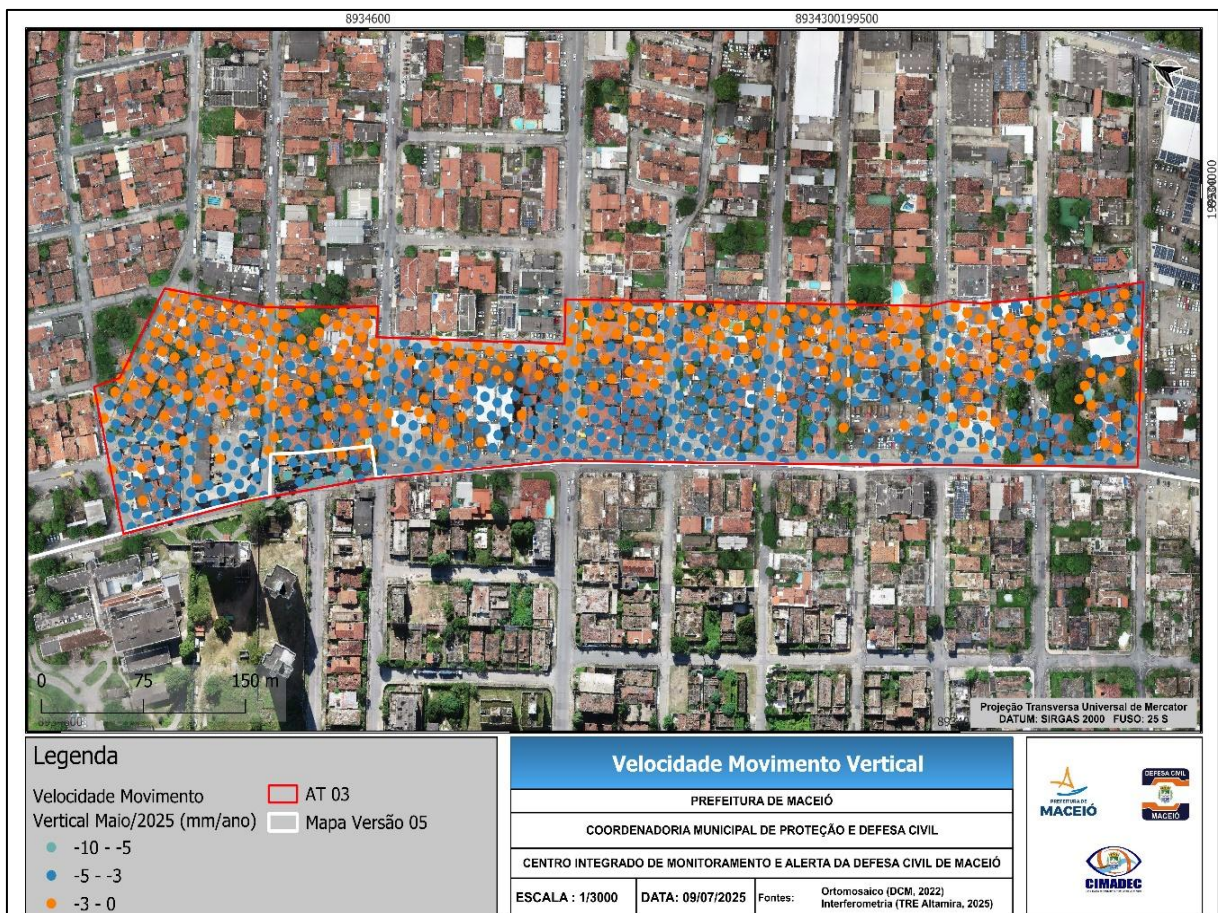 8934600
8934300199500
0
75
150 m
Projeção Transversa Universal de Mercator
DATUM: SIRGAS 2000 FUSO: 25 S
Legenda
Velocidade Movimento
Vertical Maio/2025 (mm/ano)
-10 - -5
-5 - -3
-3 - 0
AT 03
Mapa Versão 05
Velocidade Movimento Vertical
PREFEITURA DE MACEIÓ
COORDENADORIA MUNICIPAL DE PROTEÇÃO E DEFESA CIVIL
CENTRO INTEGRADO DE MONITORAMENTO E ALERTA DA DEFESA CIVIL DE MACEIÓ
ESCALA : 1/3000
DATA: 09/07/2025
Fontes:
Ortomosaico (DCM, 2022)
Interferometria (TRE Altamira, 2025)
PREFEITURA DE
MACEIÓ
DEFESA CIVIL
MACEIÓ
CIMADEC